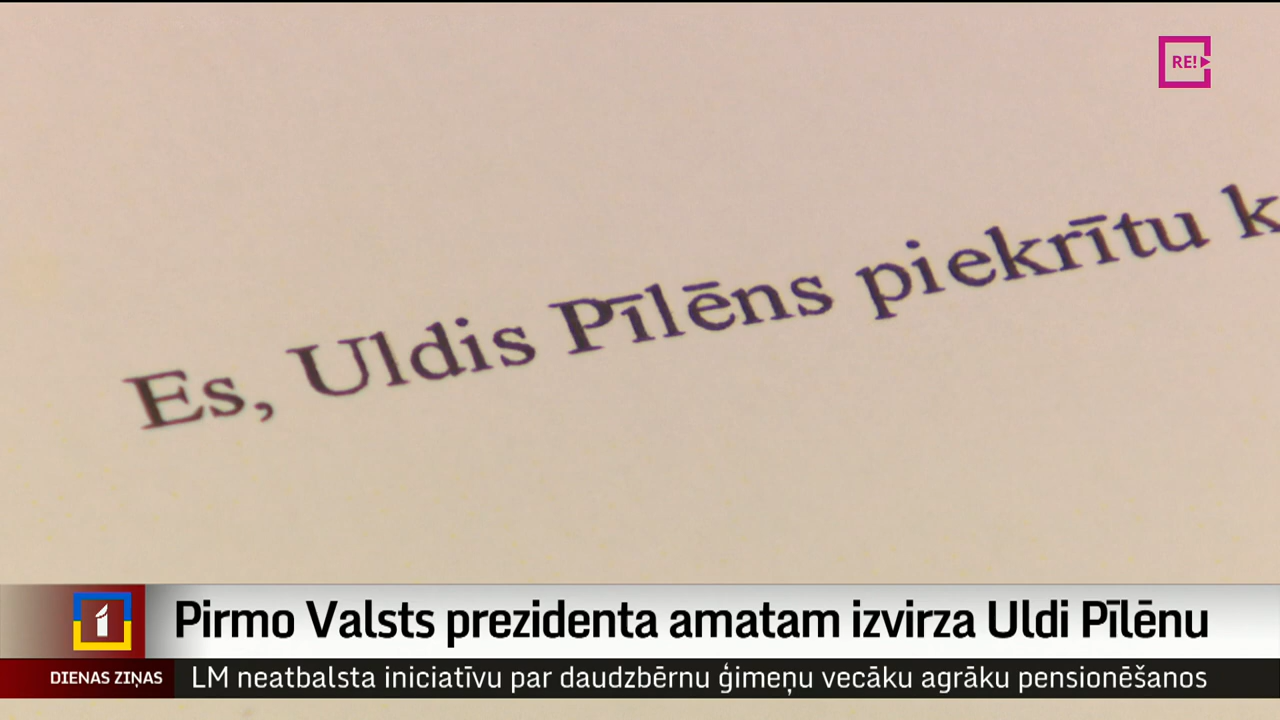 RE!
Es, Uldis Pīlēns piekrītu k
1
Pirmo Valsts prezidenta amatam izvirza Uldi Pīlēnu
DIENAS ZIŅAS LM neatbalsta iniciatīvu par daudzbērnu ģimeņu vecāku agrāku pensionēšanos